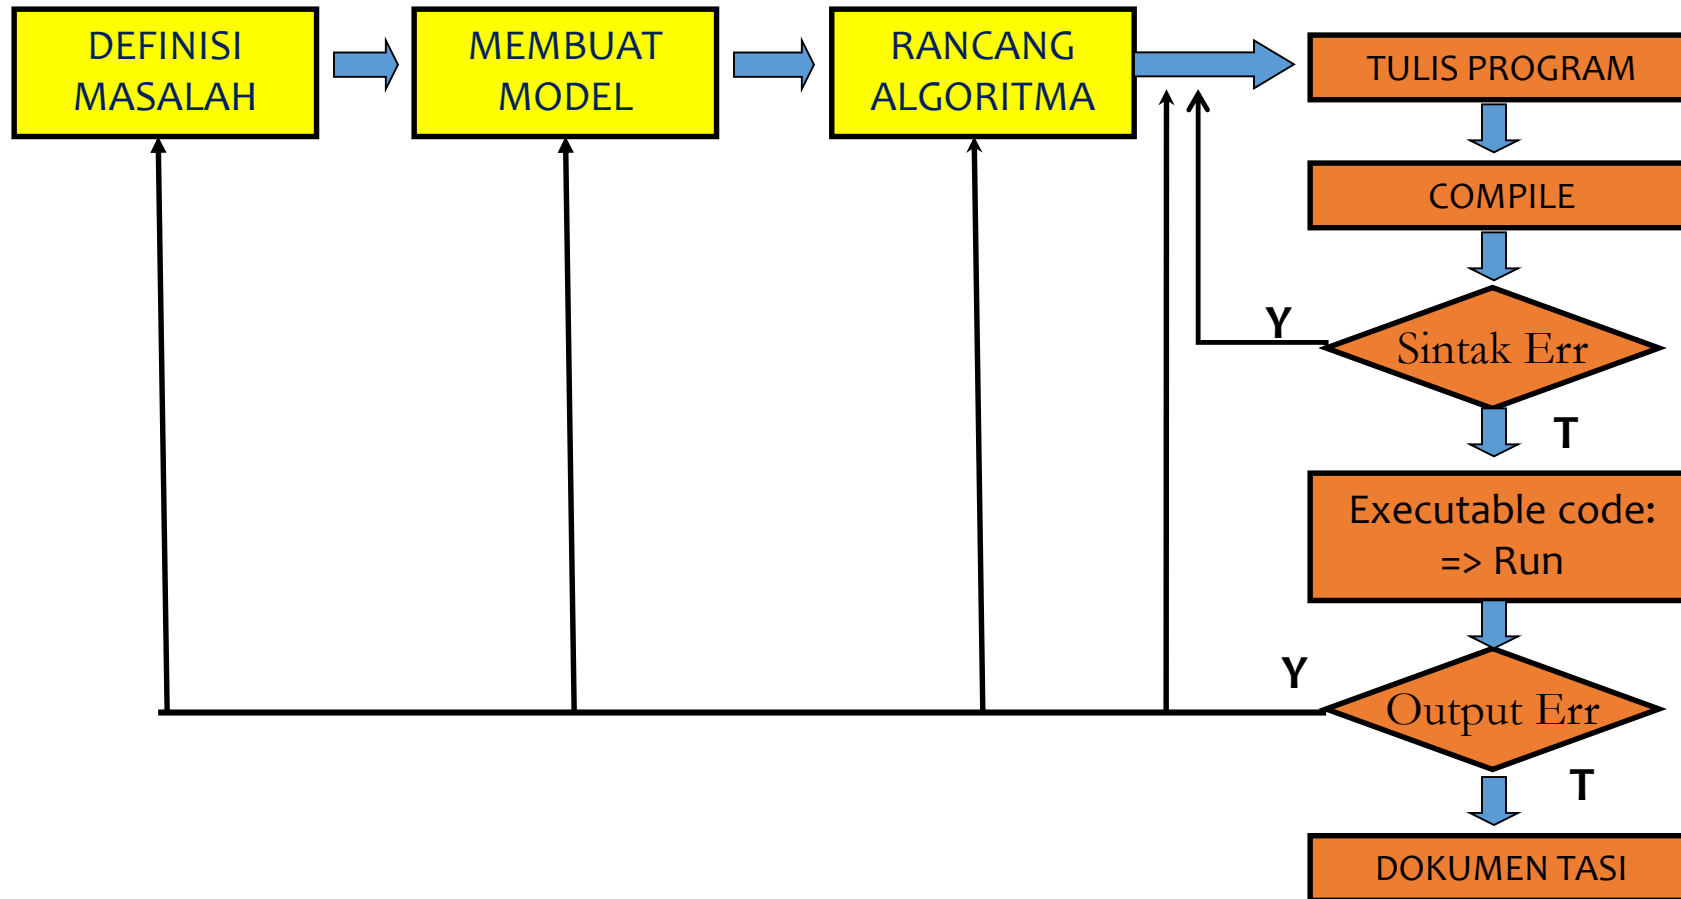 DEFINISI
MASALAH
MEMBUAT
MODEL
RANCANG
ALGORITMA
TULIS PROGRAM
COMPILE
Y
Sintak Err
T
Executable code:
=> Run
Y
Output Err
T
DOKUMEN TASI